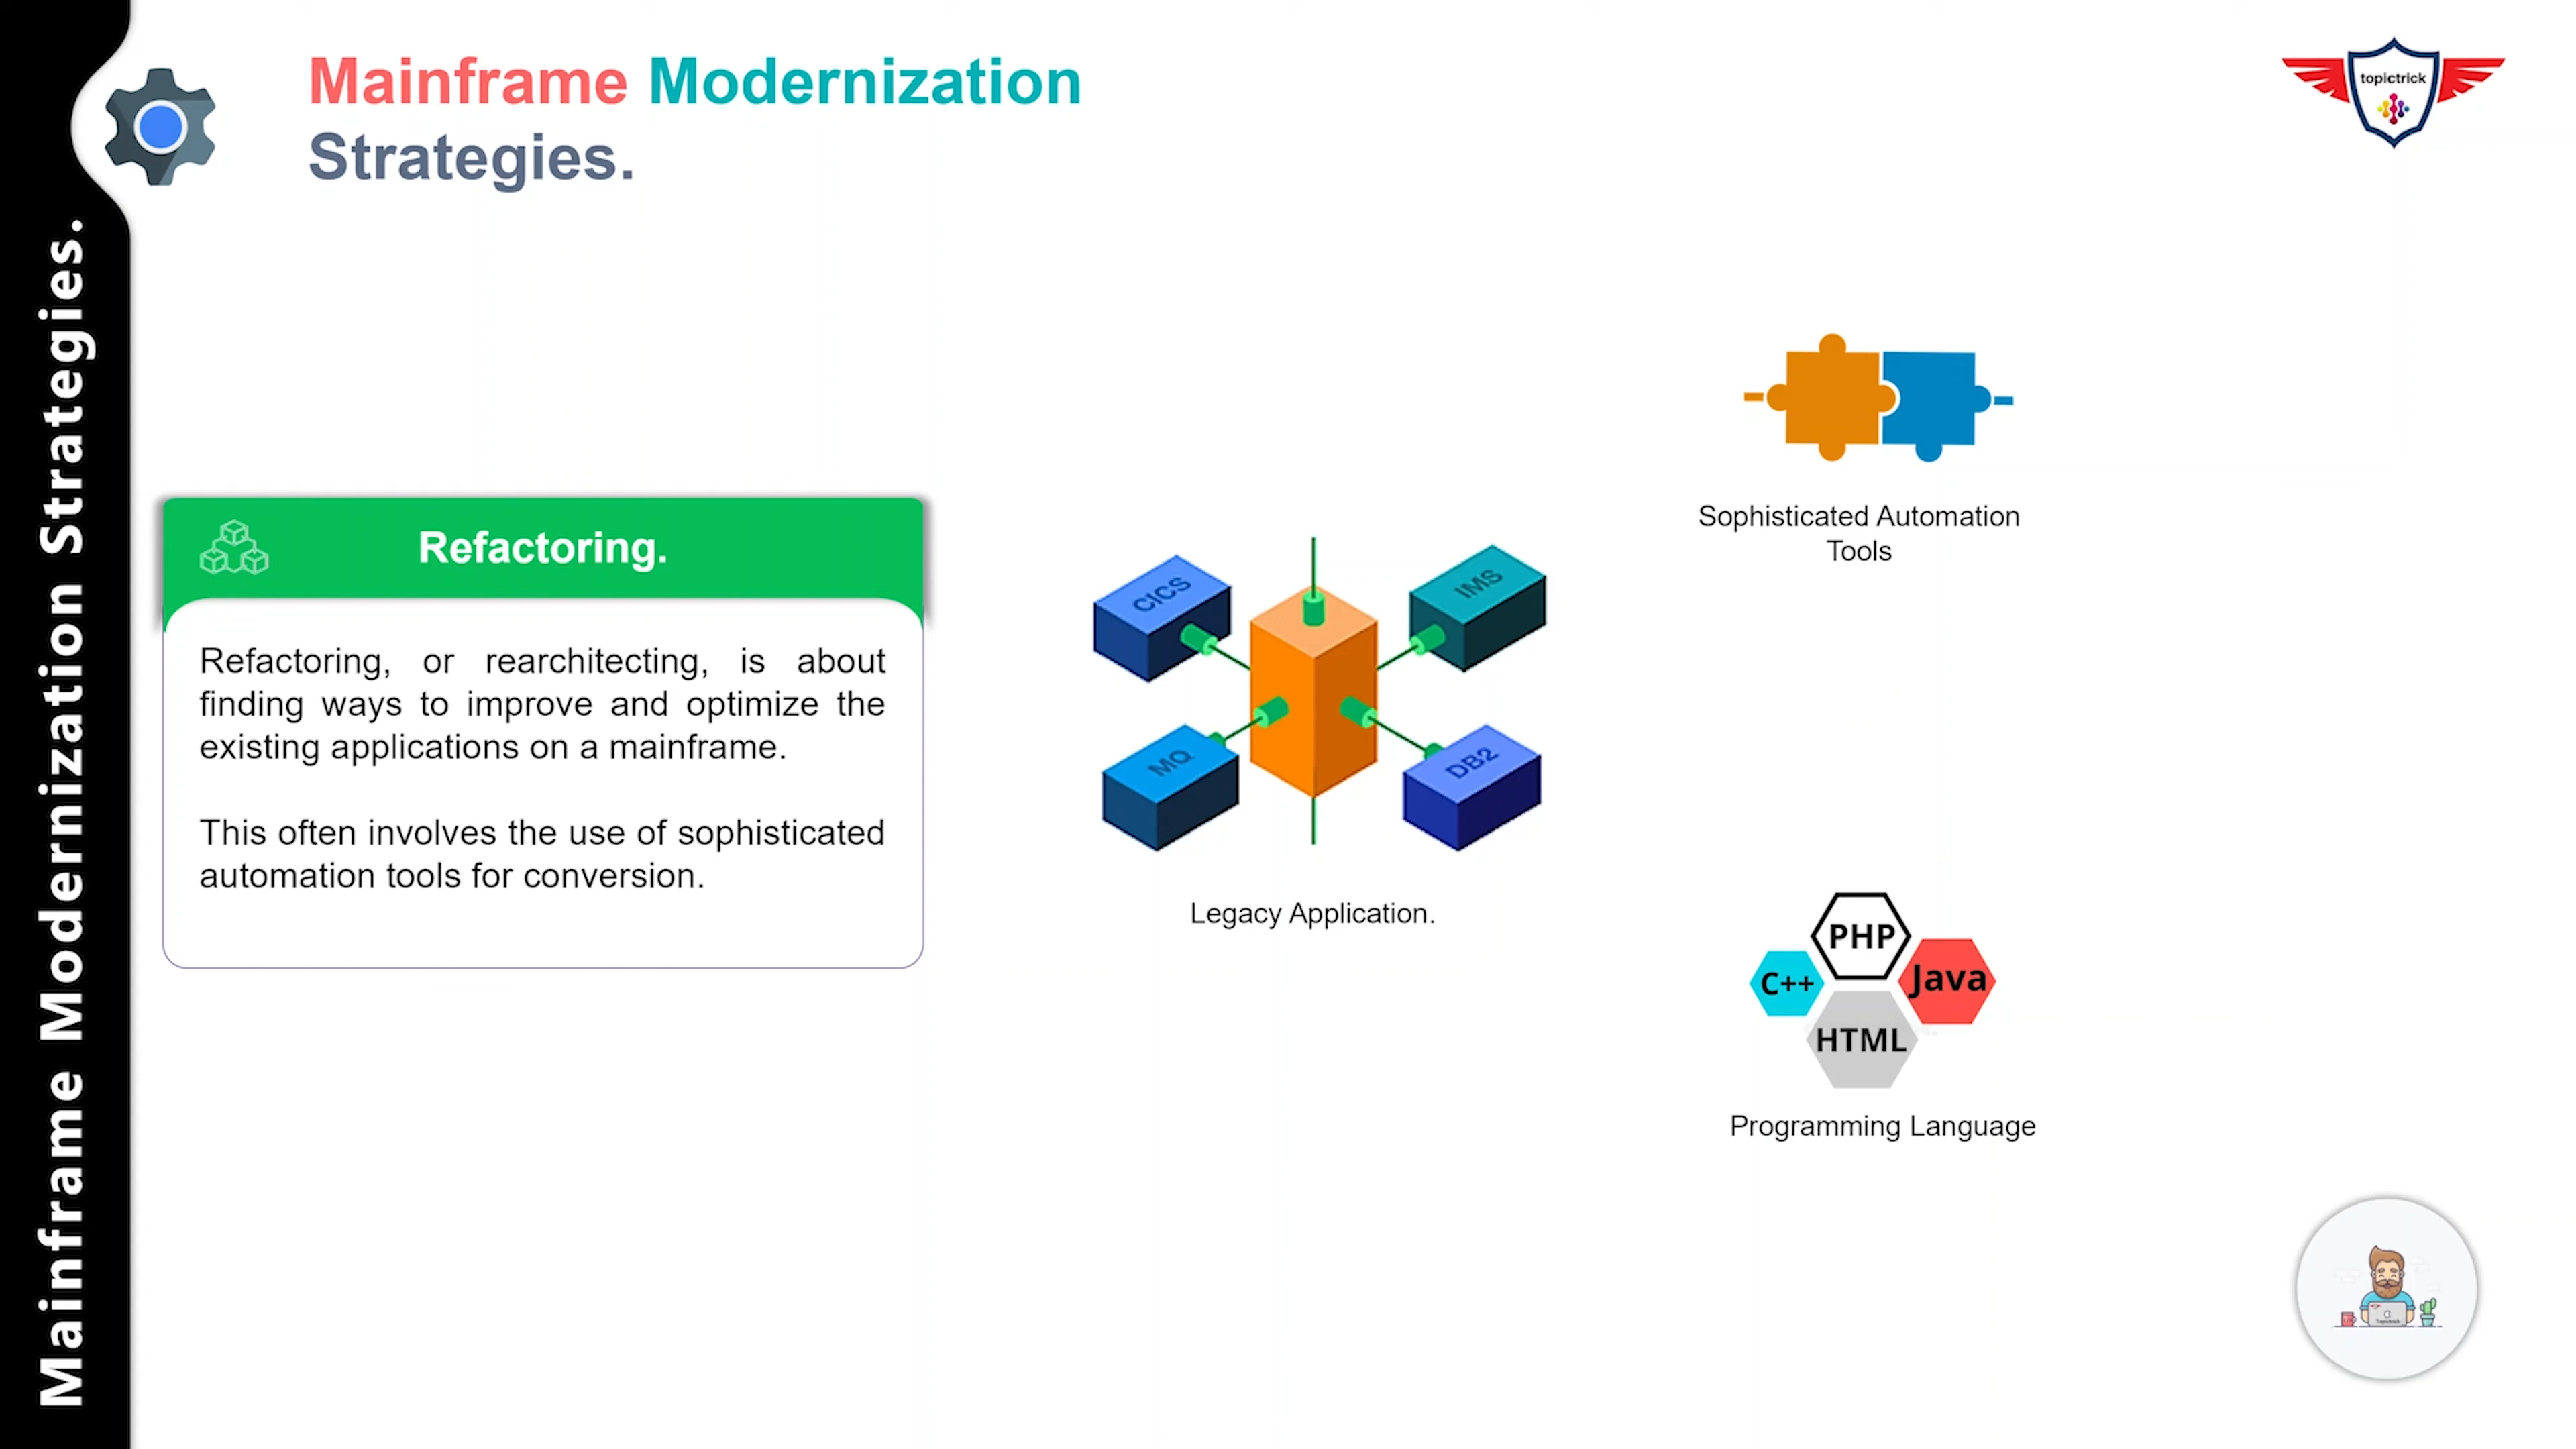 Mainframe Modernization
Strategies.
topictrick
Mainframe Modernization Strategies.
Refactoring.
Refactoring, or rearchitecting, is about
finding ways to improve and optimize the
existing applications on a mainframe.
This often involves the use of sophisticated
automation tools for conversion.
CICS
IMS
MQ
DB2
Legacy Application.
Sophisticated Automation
Tools
PHP
C++
Java
HTML
Programming Language